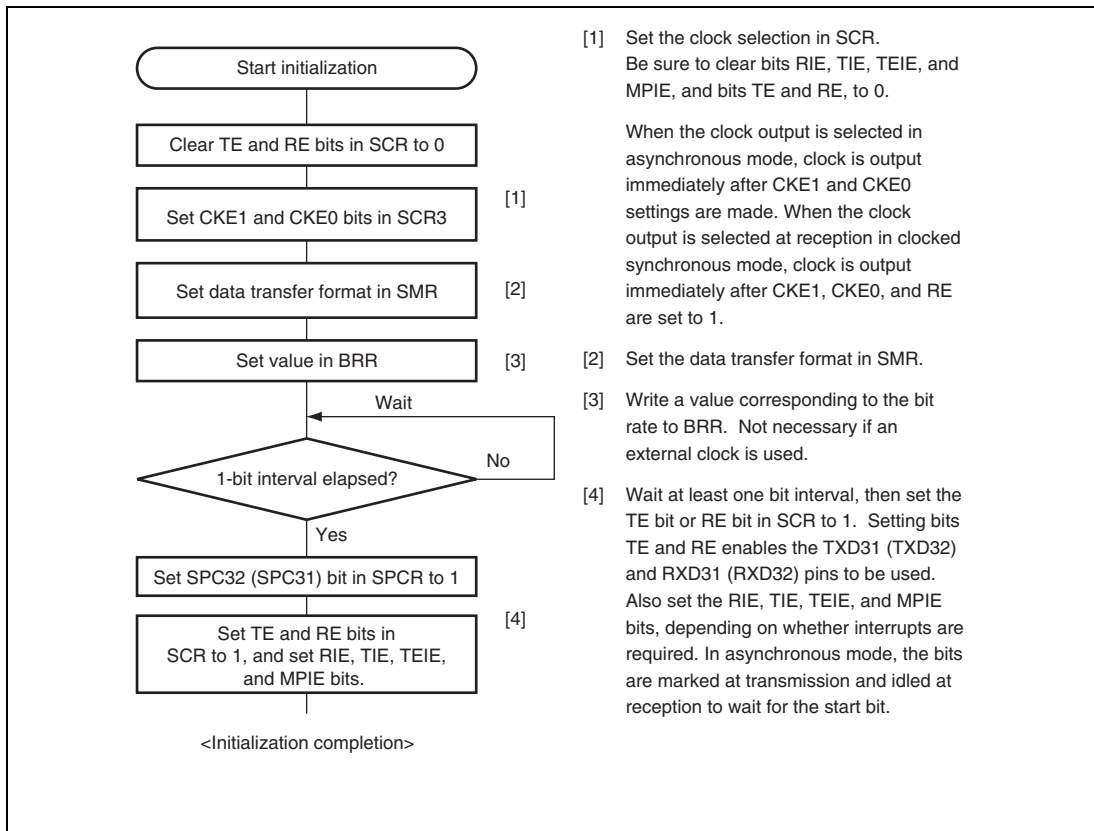 Start initialization
Clear TE and RE bits in SCR to 0
Set CKE1 and CKE0 bits in SCR3
[1]
Set data transfer format in SMR
[2]
Set value in BRR
[3]
Wait
1-bit interval elapsed?
No
Yes
Set SPC32 (SPC31) bit in SPCR to 1
Set TE and RE bits in
SCR to 1, and set RIE, TIE, TEIE,
and MPIE bits.
[4]
<Initialization completion>
[1] Set the clock selection in SCR.
Be sure to clear bits RIE, TIE, TEIE, and
MPIE, and bits TE and RE, to 0.
When the clock output is selected in
asynchronous mode, clock is output
immediately after CKE1 and CKE0
settings are made. When the clock
output is selected at reception in clocked
synchronous mode, clock is output
immediately after CKE1, CKE0, and RE
are set to 1.
[2] Set the data transfer format in SMR.
[3] Write a value corresponding to the bit
rate to BRR. Not necessary if an
external clock is used.
[4] Wait at least one bit interval, then set the
TE bit or RE bit in SCR to 1. Setting bits
TE and RE enables the TXD31 (TXD32)
and RXD31 (RXD32) pins to be used.
Also set the RIE, TIE, TEIE, and MPIE
bits, depending on whether interrupts are
required. In asynchronous mode, the bits
are marked at transmission and idled at
reception to wait for the start bit.